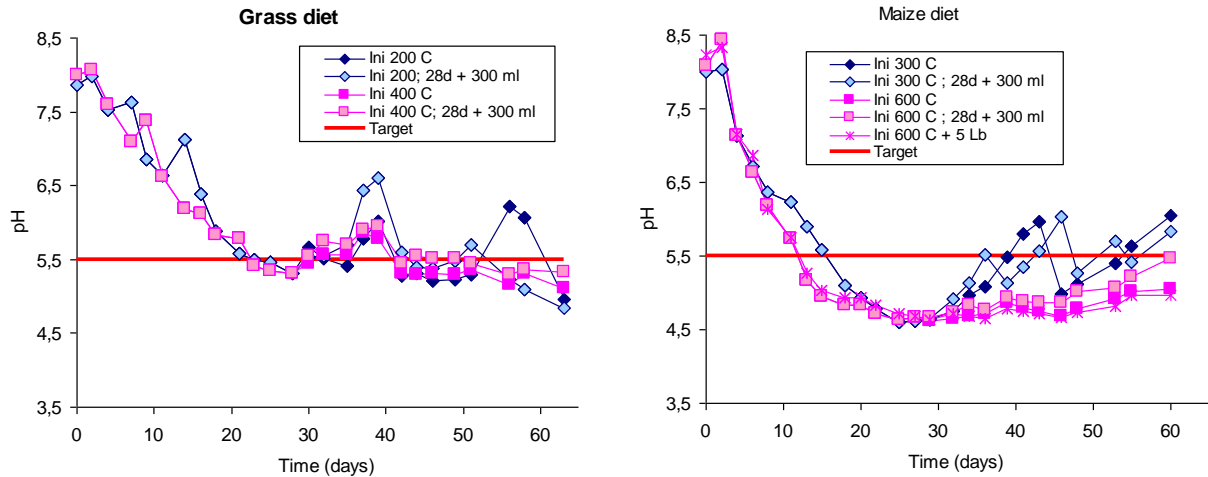 Grass diet
8,5
7,5
6,5
5,5
4,5
3,5
pH
0 10 20 30 40 50 60
Time (days)
Ini 200 C
Ini 200; 28d + 300 ml
Ini 400 C
Ini 400 C; 28d + 300 ml
Target
Maize diet
8,5
7,5
6,5
5,5
4,5
3,5
pH
0 10 20 30 40 50 60
Time (days)
Ini 300 C
Ini 300 C ; 28d + 300 ml
Ini 600 C
Ini 600 C ; 28d + 300 ml
Ini 600 C + 5 Lb
Target